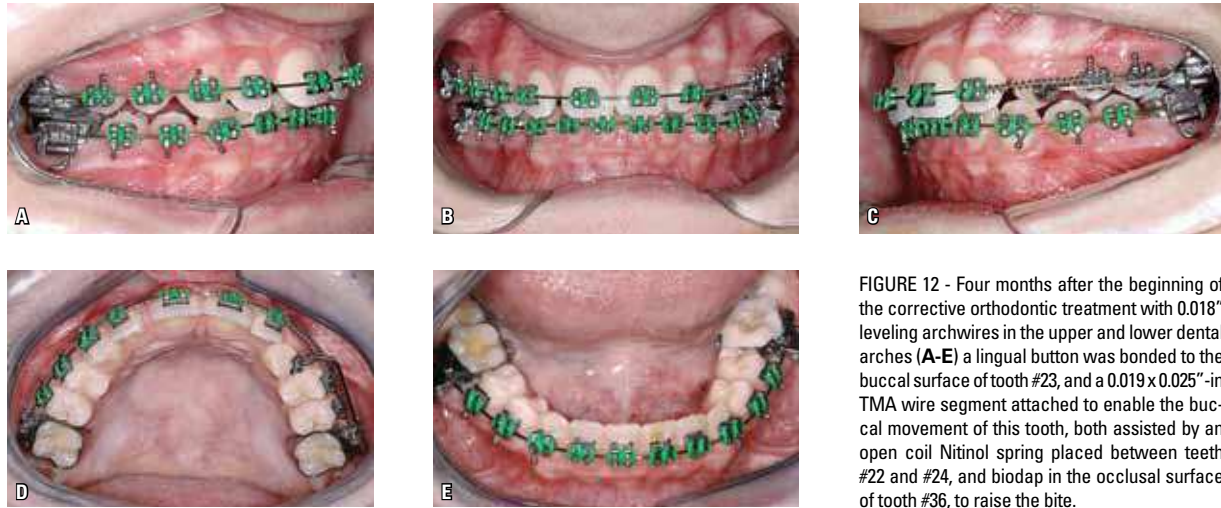 A
B
C
D
E
FIGURE 12 - Four months after the beginning of
the corrective orthodontic treatment with 0.018”
leveling archwires in the upper and lower dental
arches (A-E) a lingual button was bonded to the
buccal surface of tooth #23, and a 0.019 x 0.025”-in
TMA wire segment attached to enable the buc-
cal movement of this tooth, both assisted by an
open coil Nitinol spring placed between teeth
#22 and #24, and biodap in the occlusal surface
of tooth #36, to raise the bite.